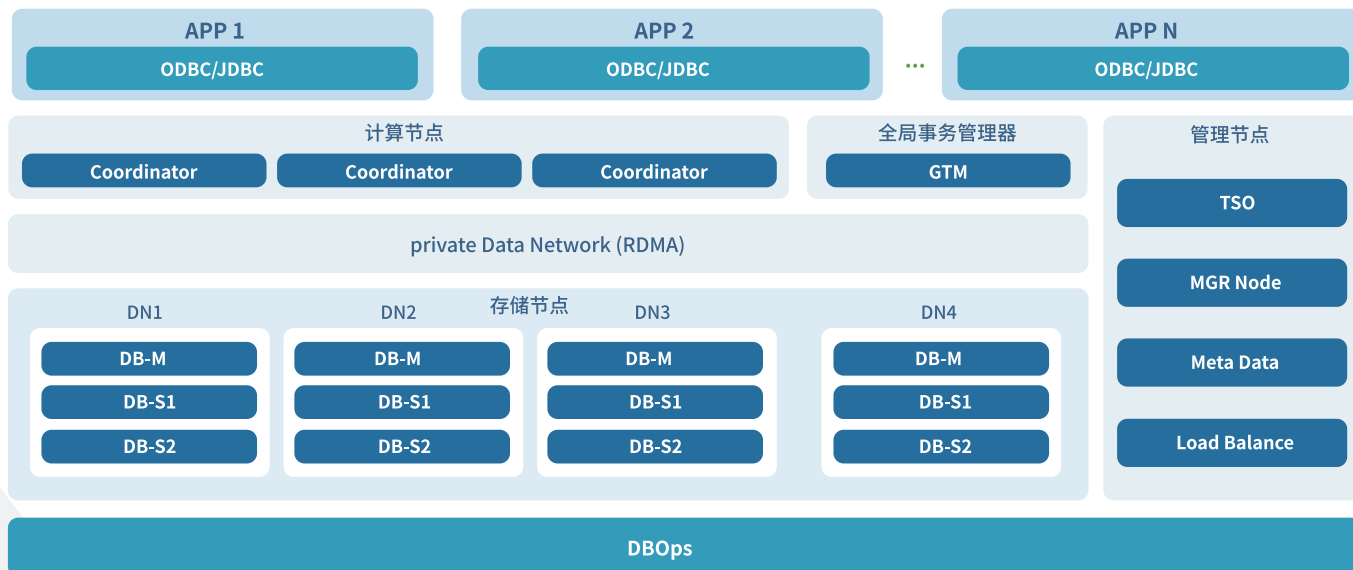 APP 1
ODBC/JDBC
APP 2
ODBC/JDBC
...
APP N
ODBC/JDBC
计算节点
Coordinator
Coordinator
Coordinator
全局事务管理器
GTM
管理节点
TSO
MGR Node
Meta Data
Load Balance
private Data Network (RDMA)
存储节点
DN1
DB-M
DB-S1
DB-S2
DN2
DB-M
DB-S1
DB-S2
DN3
DB-M
DB-S1
DB-S2
DN4
DB-M
DB-S1
DB-S2
DBOps